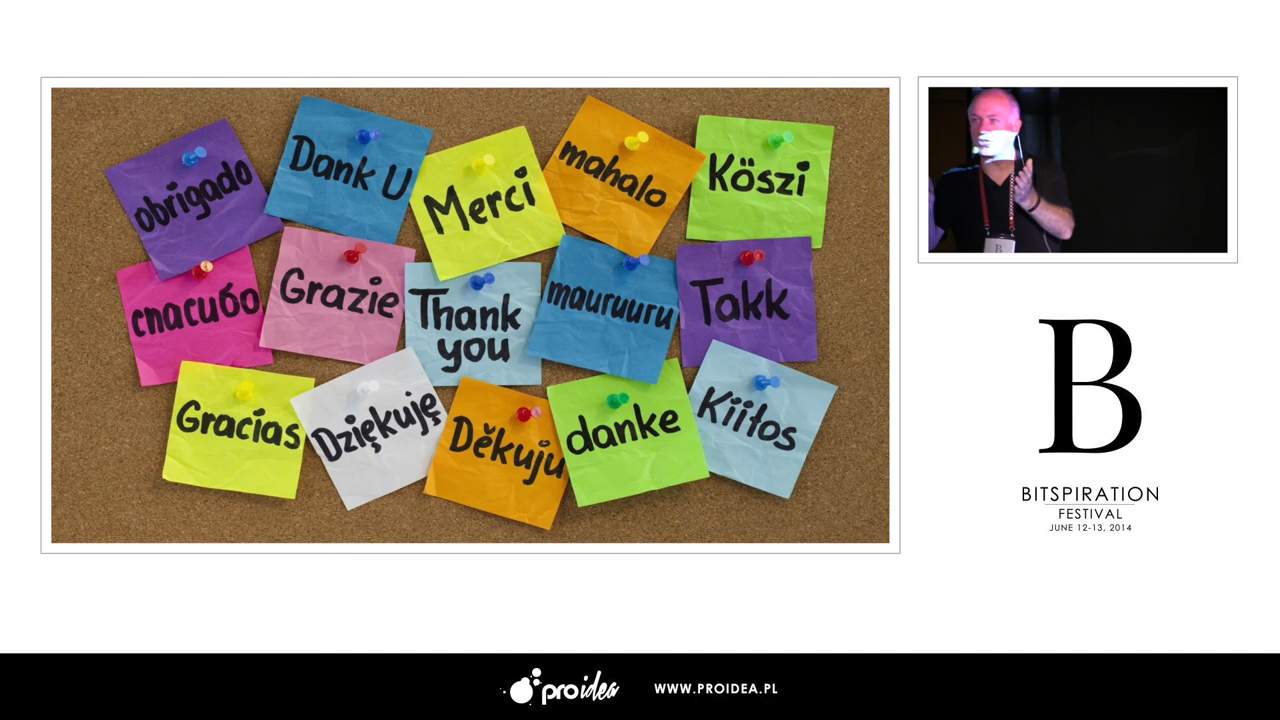 obrigado
Dank U
Merci
mahalo
Köszi
спасибо
Grazie
Thank
you
mauruuru
Takk
Gracias
Dziękuję
Děkuju
danke
Kiitos
B
BITSPIRATION
FESTIVAL
JUNE 12-13, 2014
proidea
WWW.PROIDEA.PL